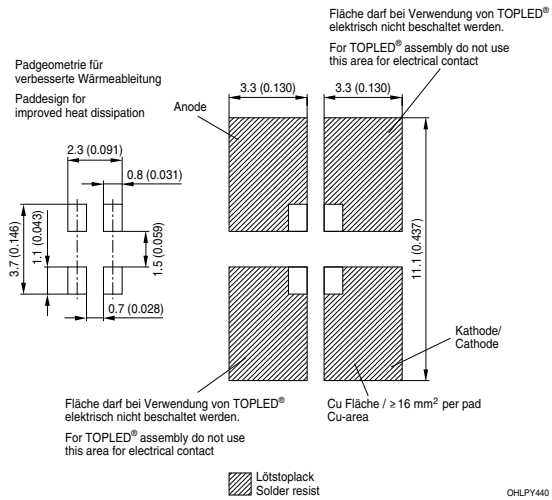 Fläche darf bei Verwendung von TOPLED®
elektrisch nicht beschaltet werden.
For TOPLED® assembly do not use
this area for electrical contact
Padgeometrie für
verbesserte Wärmeableitung
Paddesign for
improved heat dissipation
Anode
3.3 (0.130)
3.3 (0.130)
2.3 (0.091)
0.8 (0.031)
3.7 (0.146)
1.1 (0.043)
1.5 (0.059)
0.7 (0.028)
11.1 (0.437)
Kathode/
Cathode
Fläche darf bei Verwendung von TOPLED®
elektrisch nicht beschaltet werden.
For TOPLED® assembly do not use
this area for electrical contact
Cu Fläche / ≥ 16 mm² per pad
Cu-area
Lötstoplack
Solder resist
OHLPY440